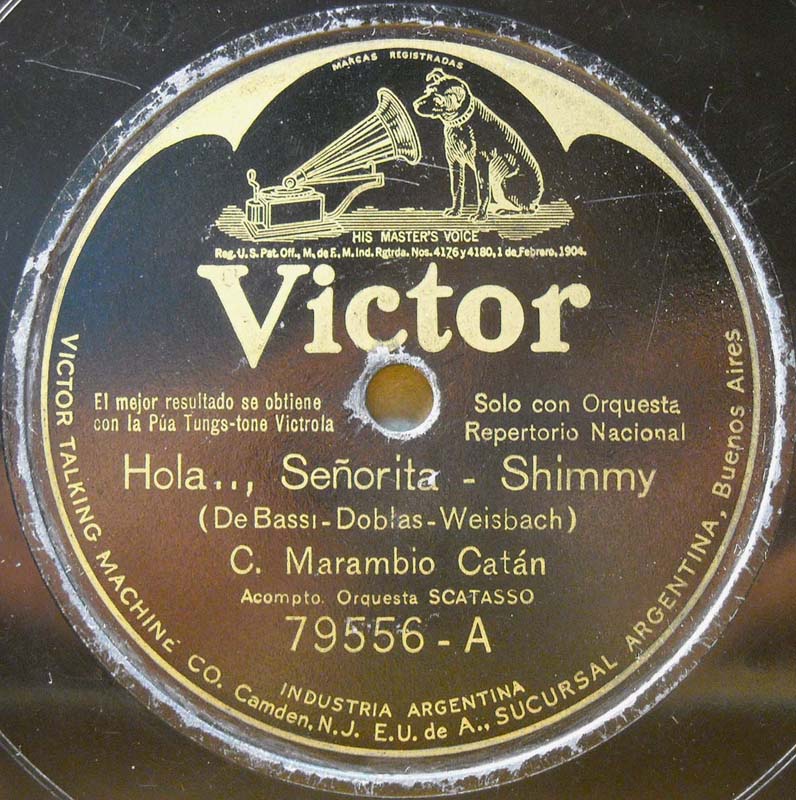 MARCAS REGISTRADAS
HIS MASTER'S VOICE
Reg. U.S. Pat. Off., M. de F., M. Ind. Rgtrda. Nos. 4176 y 4180, 1 de Febrero, 1904.
Victor
El mejor resultado se obtiene
con la Púa Tungs-tone Victrola
Solo con Orquesta
Repertorio Nacional
Hola.., Señorita - Shimmy
(De Bassi - Doblas - Weisbach)
C. Marambio Catán
Acompto. Orquesta SCATASSO
79556 - A
INDUSTRIA ARGENTINA
VICTOR TALKING MACHINE CO. Camden, N.J. E.U. de A., SUCURSAL ARGENTINA, Buenos Aires